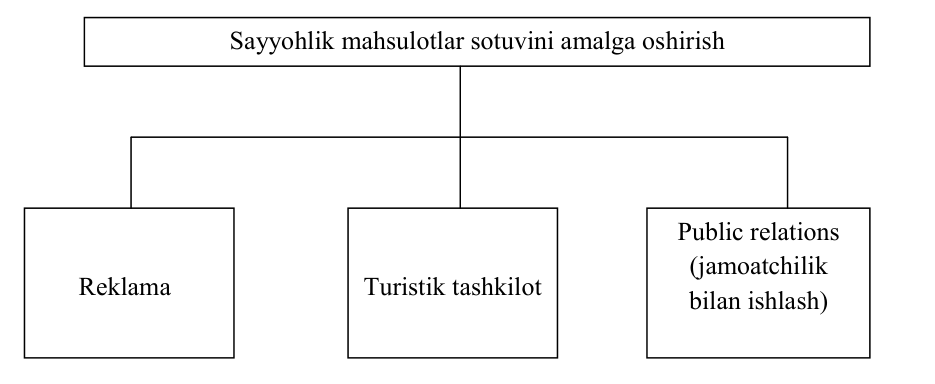 Sayyohlik mahsulotlar sotuvini amalga oshirish
Reklama
Turistik tashkilot
Public relations
(jamoatchilik
bilan ishlash)